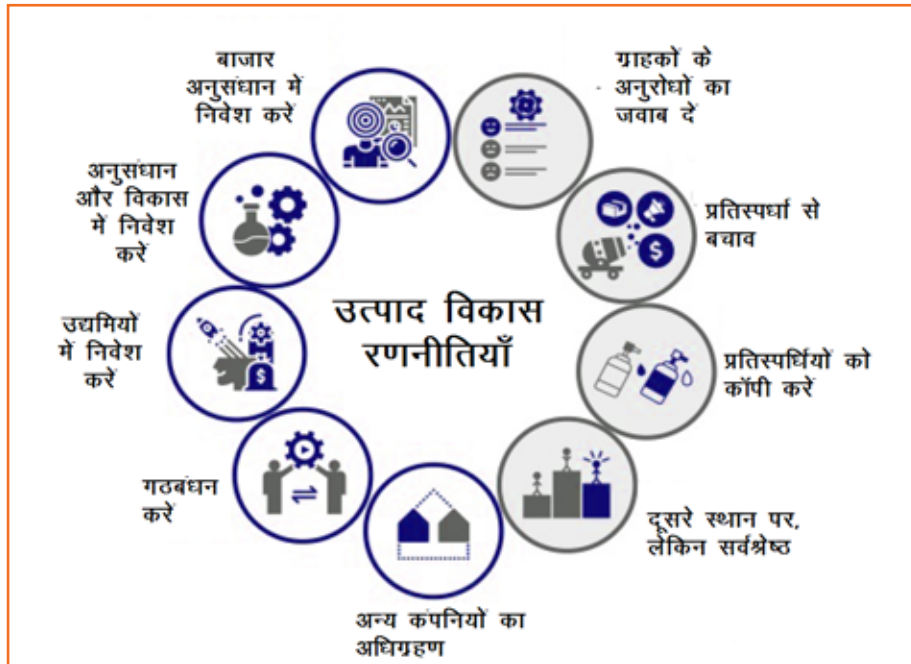 बाजार
अनुसंधान में
निवेश करें
ग्राहकों के
अनुरोधों का
जवाब दें
अनुसंधान
और विकास
में निवेश
करें
प्रतिस्पर्धा से
बचाव
उत्पाद विकास
रणनीतियाँ
उद्यमियों
में निवेश
करें
प्रतिस्पर्धियों को
कॉपी करें
गठबंधन
करें
दूसरे स्थान पर,
लेकिन सर्वश्रेष्ठ
अन्य कंपनियों का
अधिग्रहण